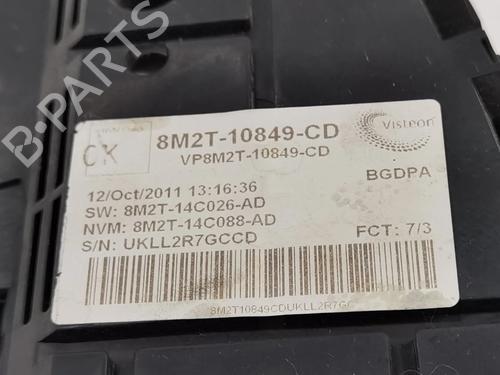 B-PARTS
CK
8M2T-10849-CD
VP8M2T-10849-CD
Visteon
BGDPA
12/Oct/2011 13:16:36
SW: 8M2T-14C026-AD
NVM: 8M2T-14C088-AD
S/N: UKLL2R7GCCD
FCT: 7/3
8M2T10849CDUKLL2R7GC